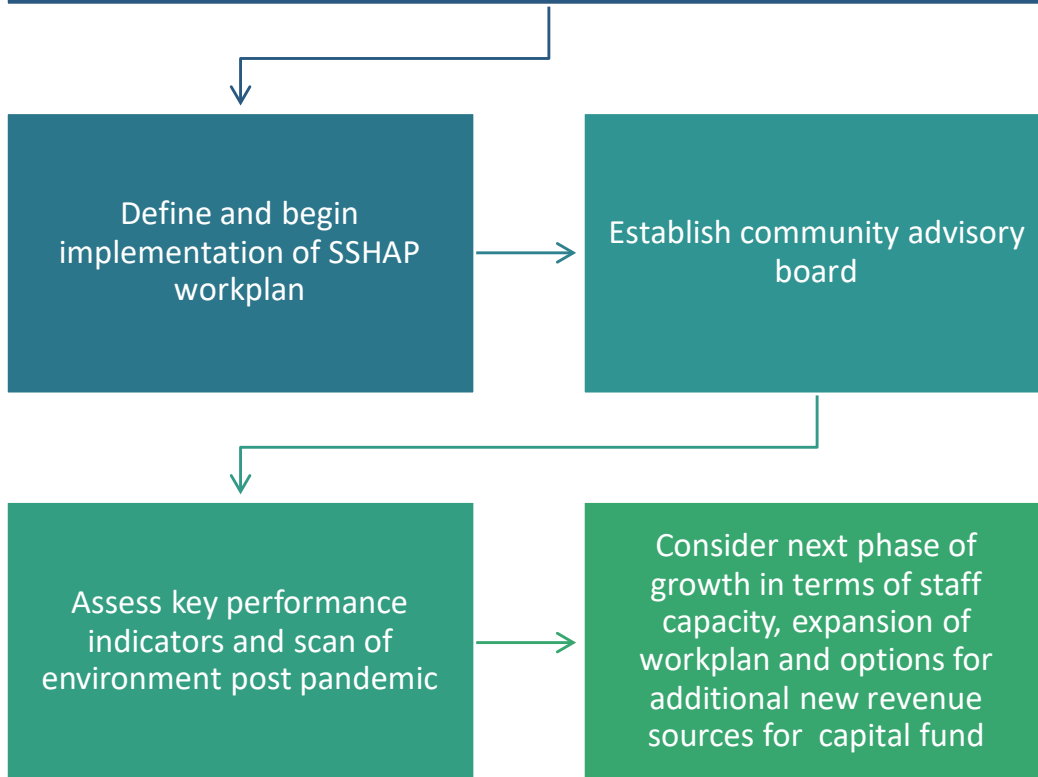 Define and begin
implementation of SSHAP
workplan
Establish community advisory
board
Assess key performance
indicators and scan of
environment post pandemic
Consider next phase of
growth in terms of staff
capacity, expansion of
workplan and options for
additional new revenue
sources for  capital fund